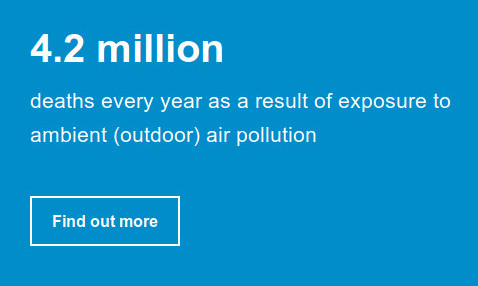 4.2 million
deaths every year as a result of exposure to
ambient (outdoor) air pollution
Find out more